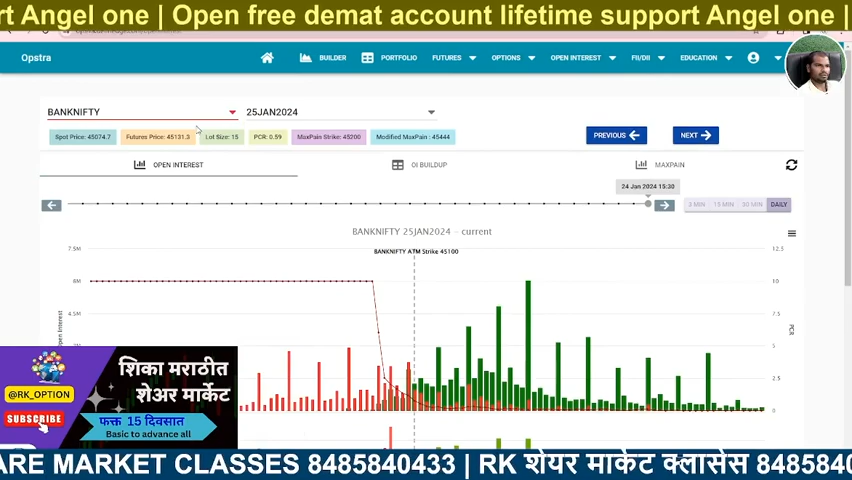 rt Angel one | Open free demat account lifetime support Angel one |
Opstra
BUILDER
PORTFOLIO
FUTURES
OPTIONS
OPEN INTEREST
FII/DII
EDUCATION
BANKNIFTY
25JAN2024
Spot Price: 45074.7
Futures Price: 45131.3
Lot Size: 15
PCR: 0.59
MaxPain Strike: 45200
Modified MaxPain : 45444
PREVIOUS
NEXT
OPEN INTEREST
OI BUILDUP
MAXPAIN
24 Jan 2024 15:30
3 MIN
15 MIN
30 MIN
DAILY
BANKNIFTY 25JAN2024 - current
BANKNIFTY ATM Strike 45100
7.5M
6M
4.5M
Open Interest
12.5
10
7.5
5
2.5
0
PCR
@RK_OPTION
SUBSCRIBE
शिका मराठीत
शेअर मार्केट
फक्त 15 दिवसात
Basic to advance all
ARE MARKET CLASSES 8485840433 | RK शेयर मार्केट क्लासेस 848584